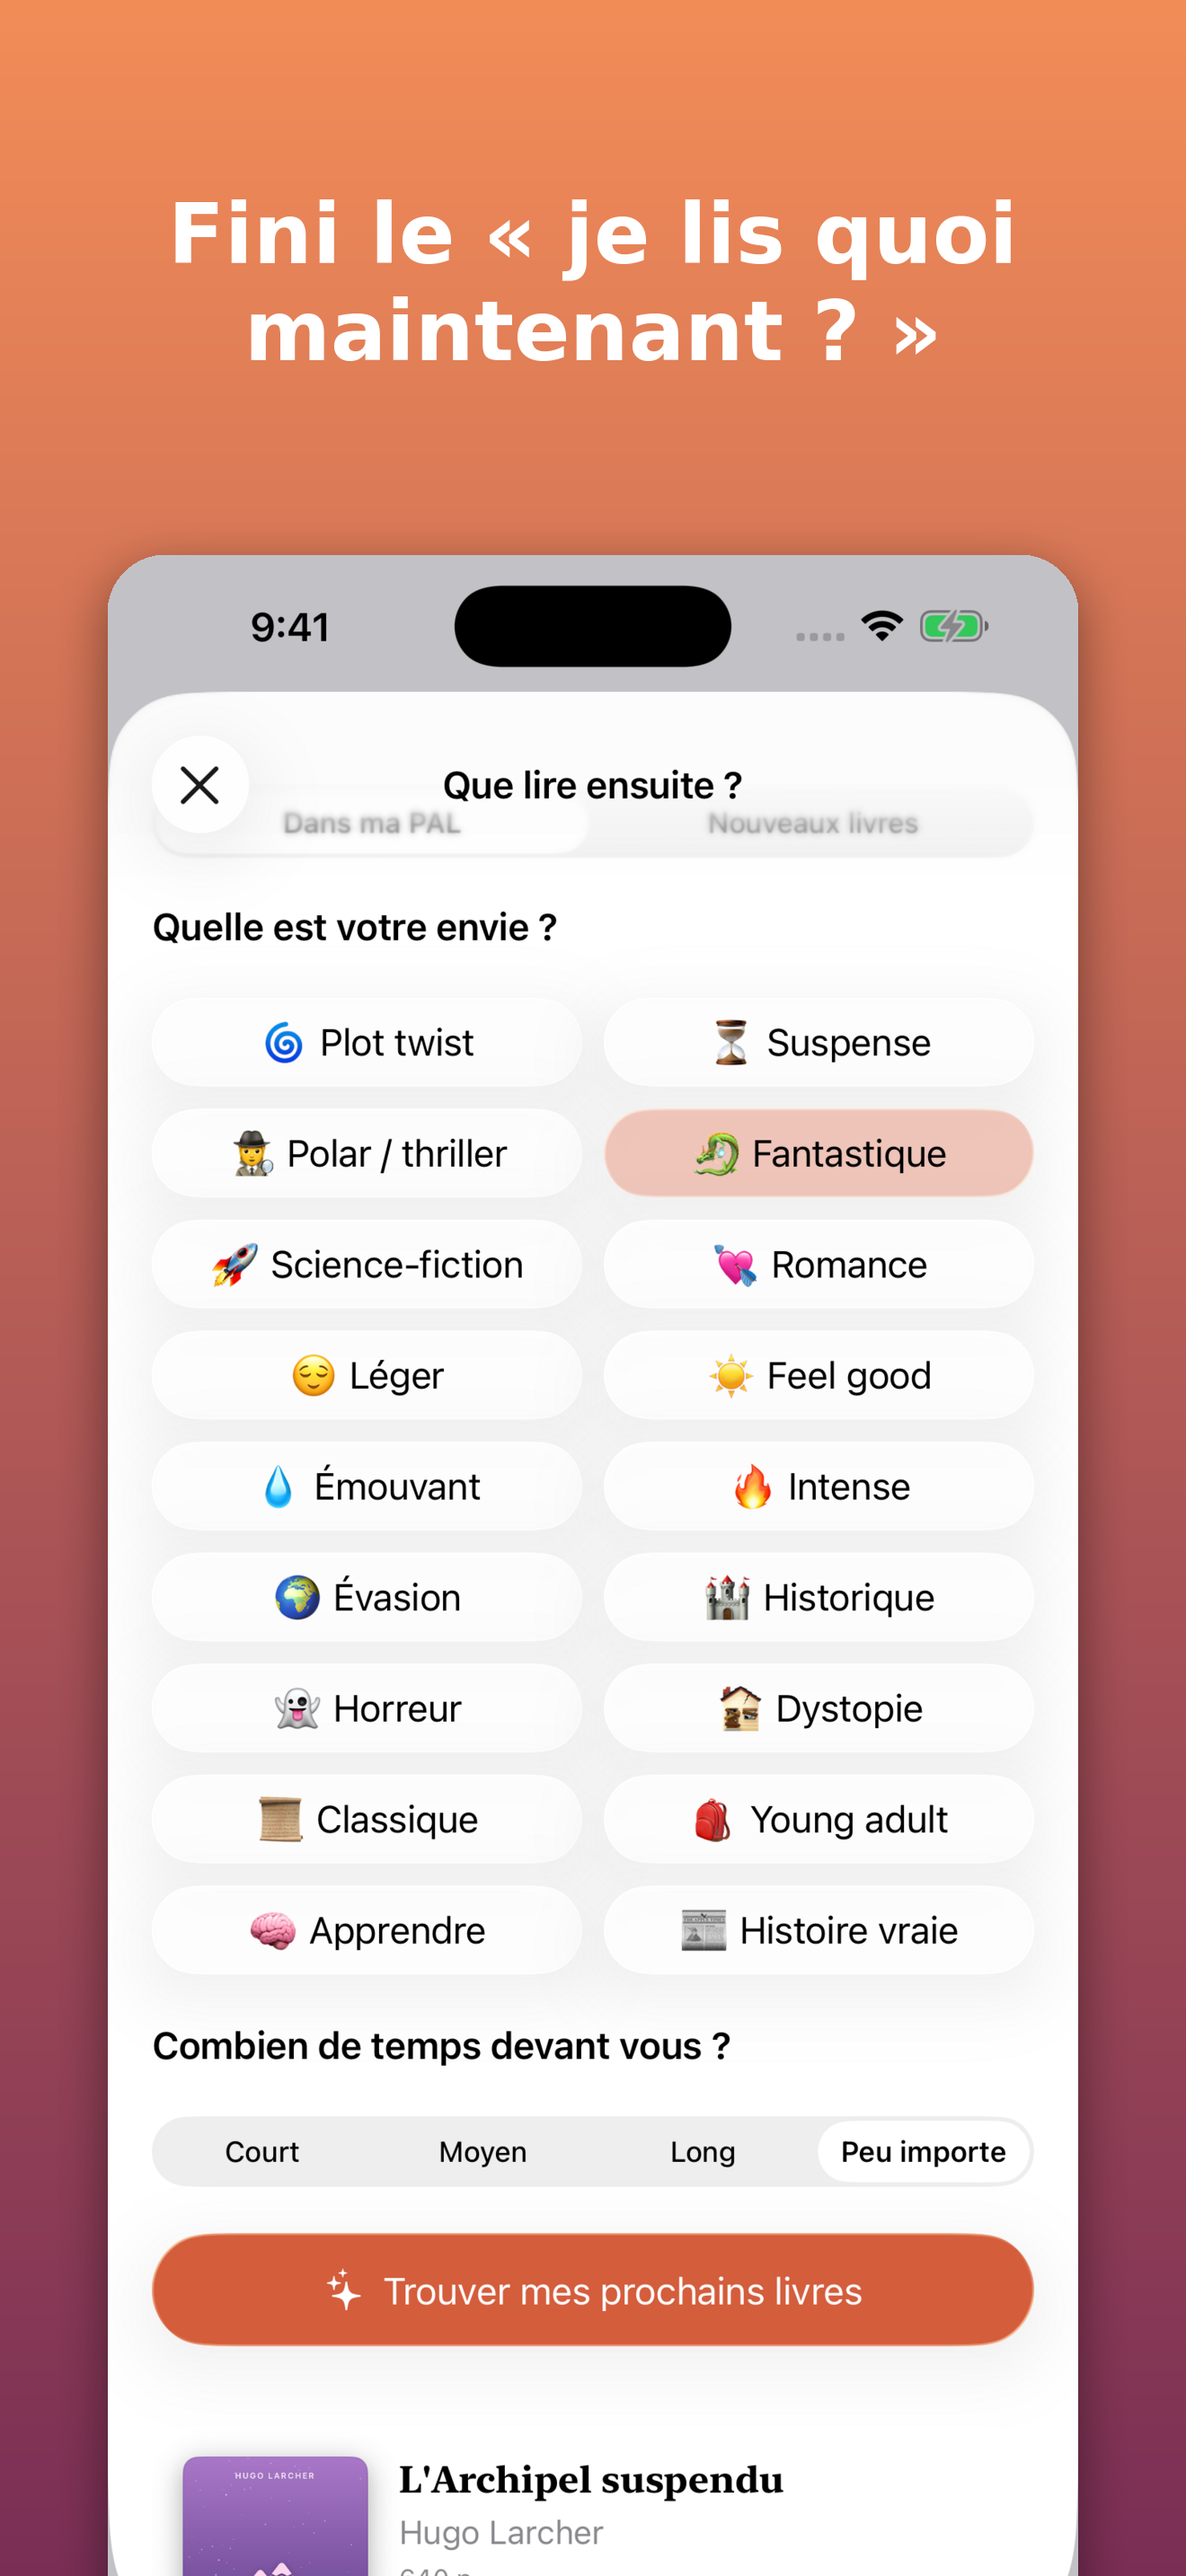 Fini le « je lis quoi
maintenant ? »
9:41
Que lire ensuite ?
Dans ma PAL
Nouveaux livres
Quelle est votre envie ?
Plot twist
Suspense
Polar / thriller
Fantastique
Science-fiction
Romance
Léger
Feel good
Émouvant
Intense
Évasion
Historique
Horreur
Dystopie
Classique
Young adult
Apprendre
Histoire vraie
Combien de temps devant vous ?
Court
Moyen
Long
Peu importe
Trouver mes prochains livres
HUGO LARCHER
L'Archipel suspendu
Hugo Larcher